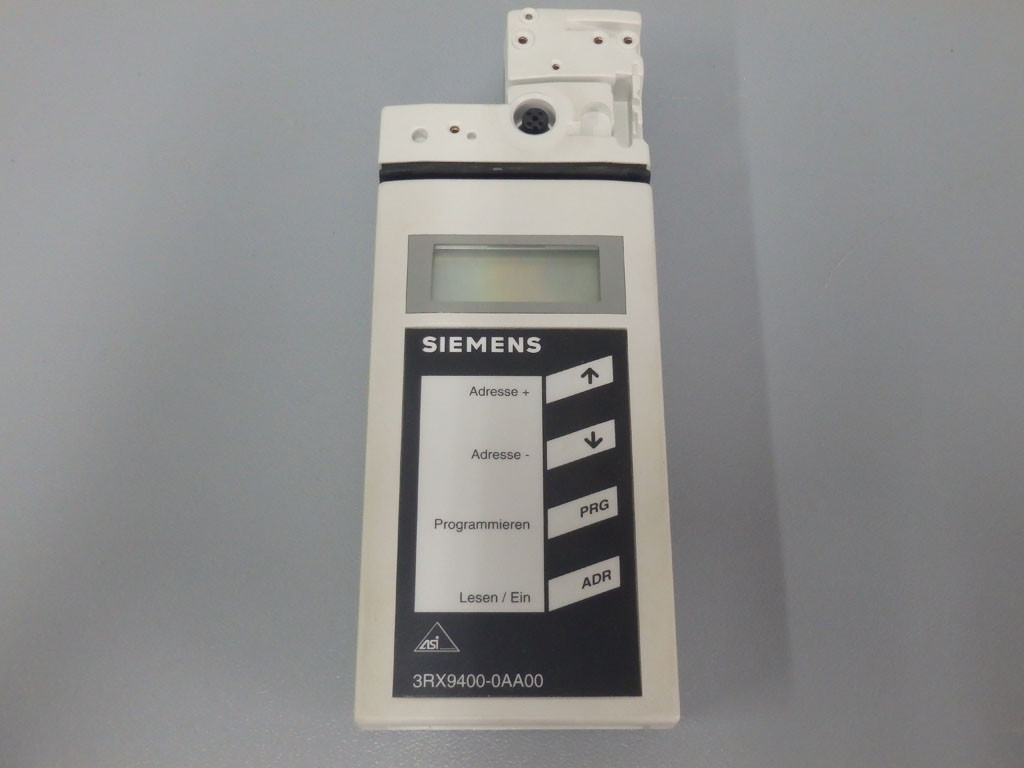 SIEMENS
↑
Adresse +
↓
Adresse -
PRG
Programmieren
ADR
Lesen / Ein
ASi
3RX9400-0AA00